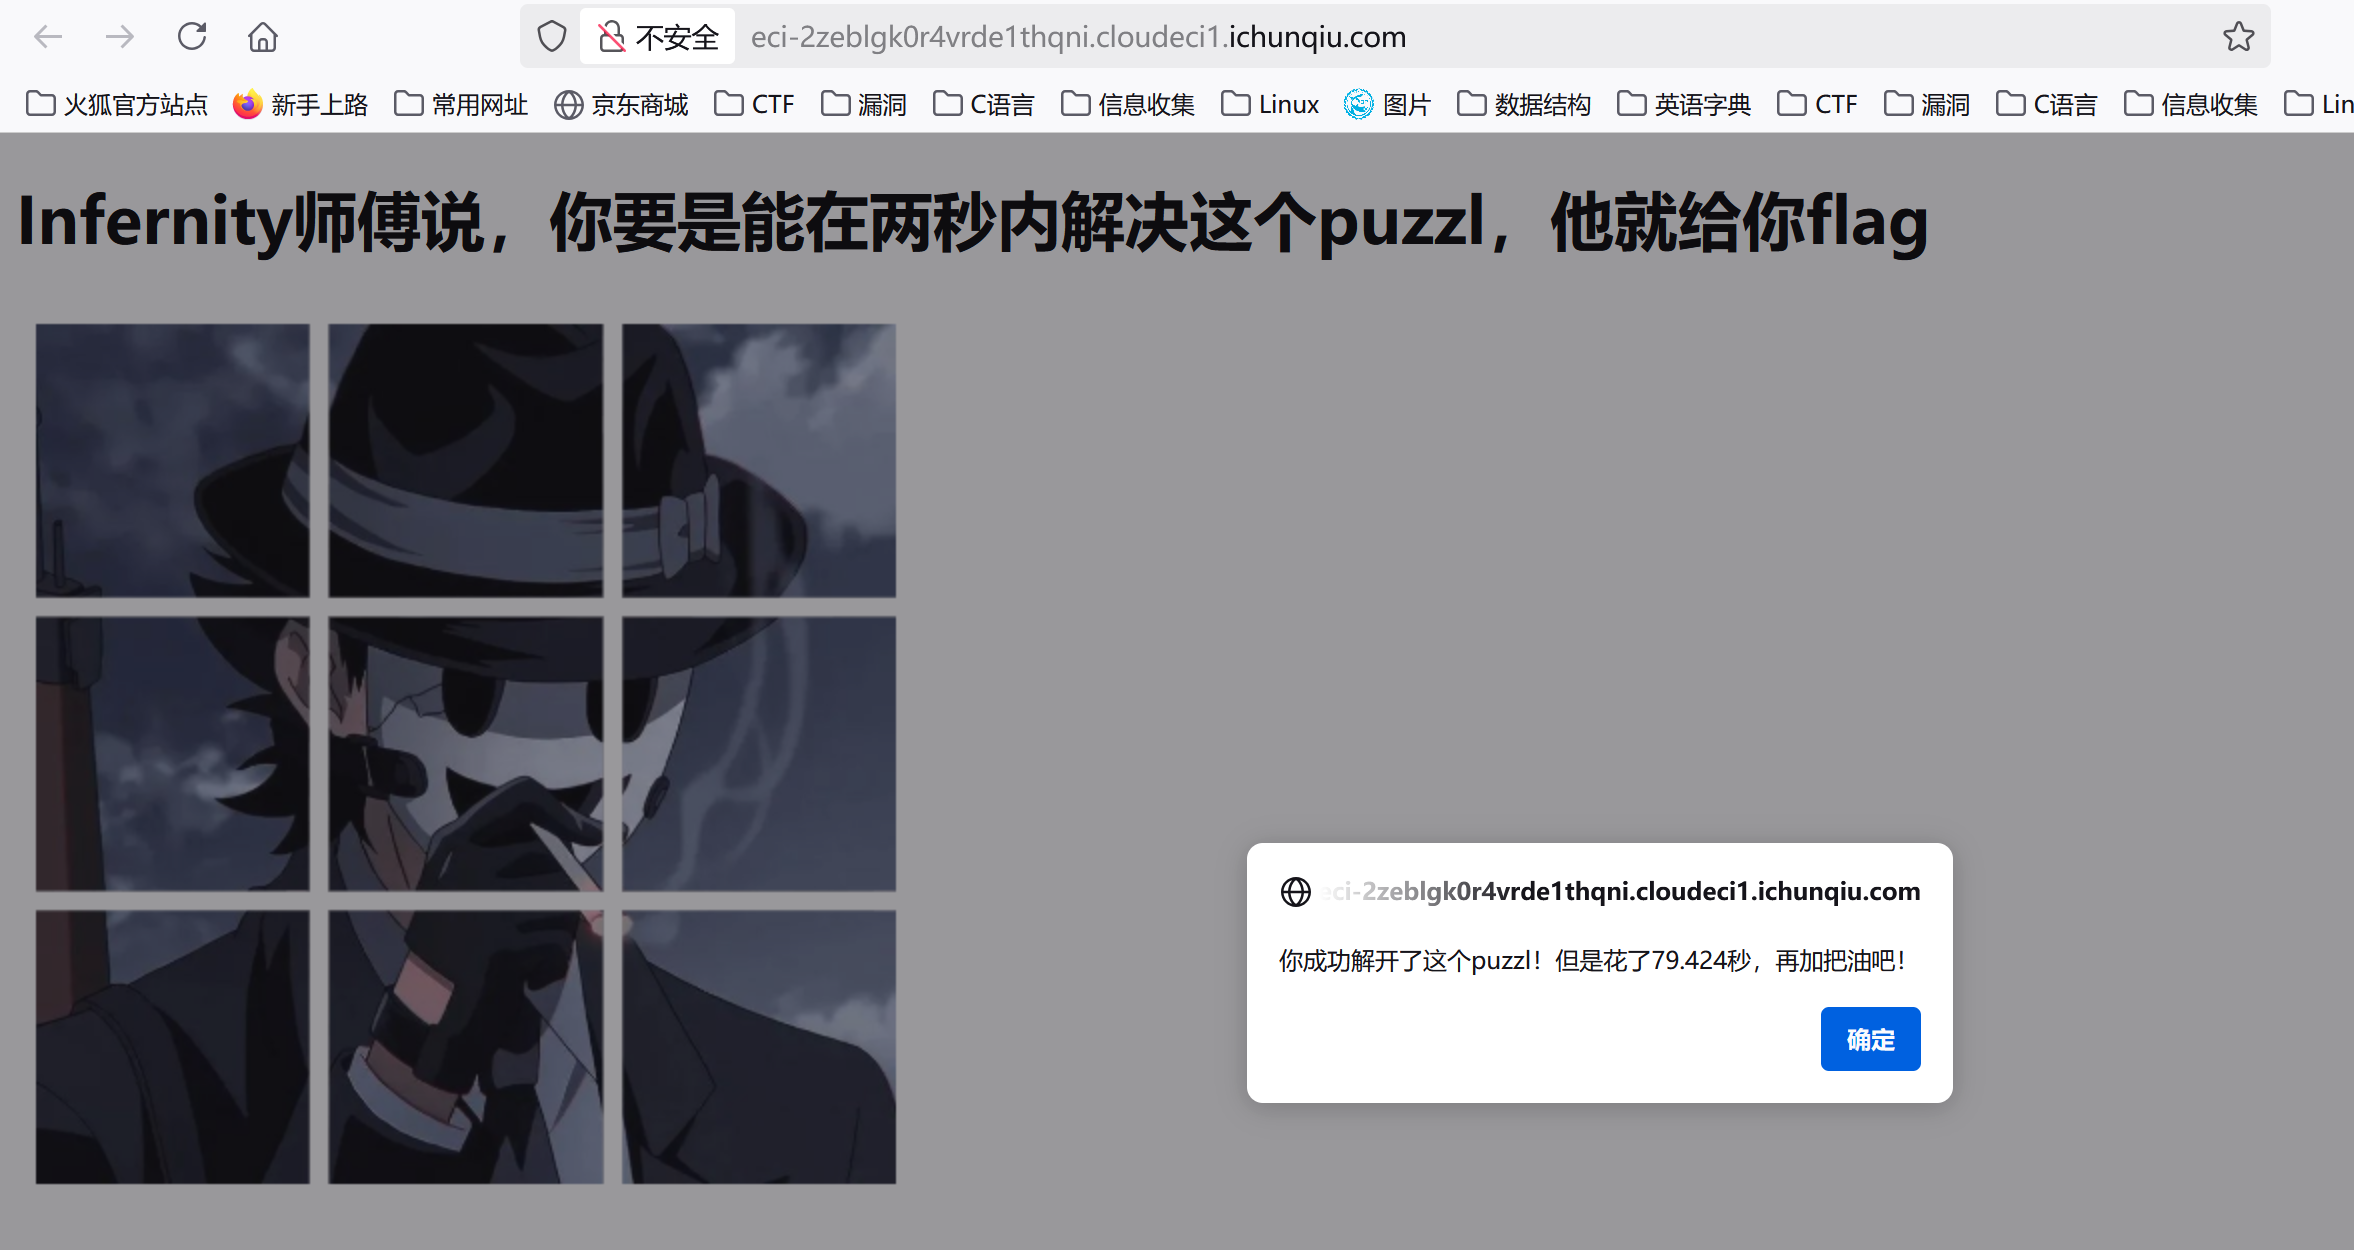 不安全 eci-2zeblgk0r4vrde1thqni.cloudeci1.ichunqiu.com
火狐官方站点 新手上路 常用网址 京东商城 CTF 漏洞 C语言 信息收集 Linux 图片 数据结构 英语字典 CTF 漏洞 C语言 信息收集 Lin
Infernity师傅说，你要是能在两秒内解决这个puzzl，他就给你flag
eci-2zeblgk0r4vrde1thqni.cloudeci1.ichunqiu.com
你成功解开了这个puzzl！但是花了79.424秒，再加把油吧！
确定